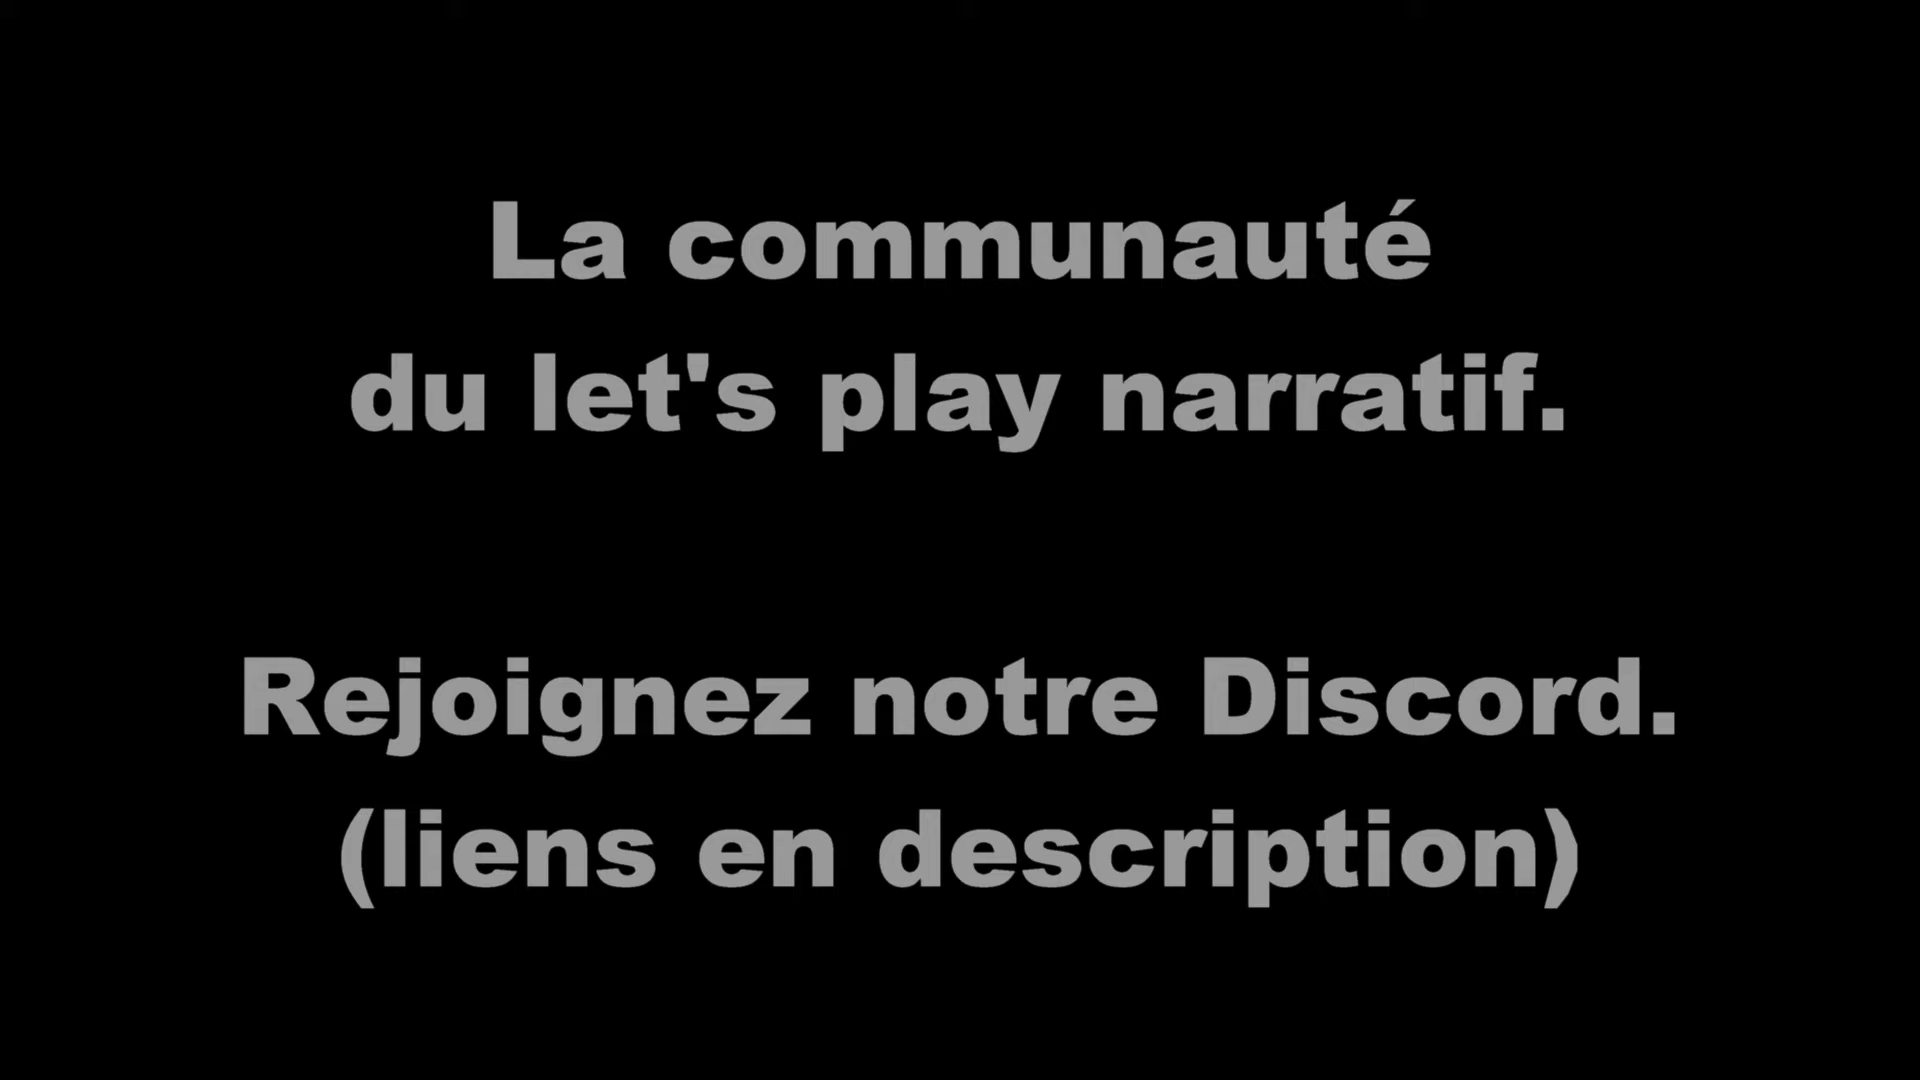 La communauté
du let's play narratif.
Rejoignez notre Discord.
(liens en description)